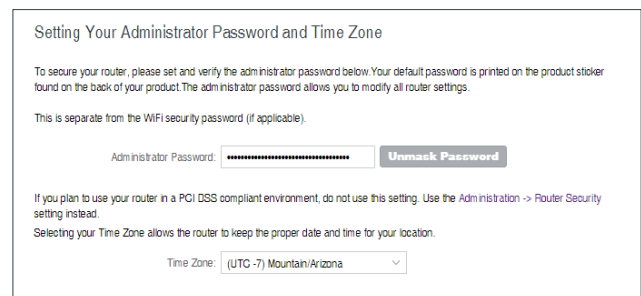 Setting Your Administrator Password and Time Zone
To secure your router, please set and verify the administrator password below.Your default password is printed on the product sticker
found on the back of your product.The administrator password allows you to modify all router settings.
This is separate from the WiFi security password (if applicable).
Administrator Password: ••••••••••••••••••••••••••••••••••• Unmask Password
If you plan to use your router in a PCI DSS compliant environment, do not use this setting. Use the Administration -> Router Security
setting instead.
Selecting your Time Zone allows the router to keep the proper date and time for your location.
Time Zone: (UTC -7) Mountain/Arizona